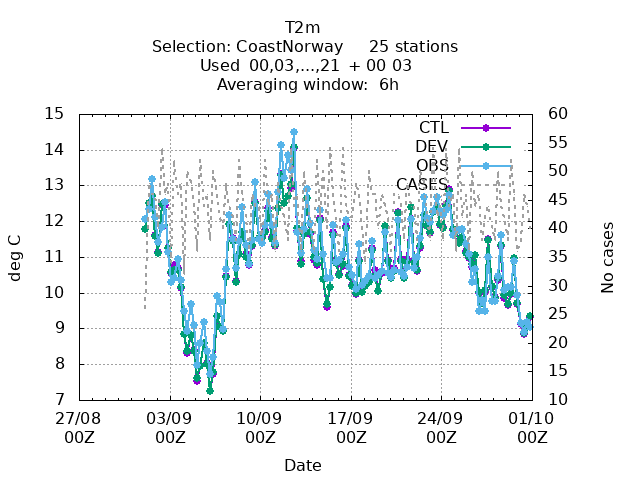 T2m
Selection: CoastNorway     25 stations
Used  00,03,...,21  + 00 03
Averaging window:  6h
15
14
13
12
11
10
9
8
7
deg C
60
55
50
45
40
35
30
25
20
15
10
No cases
CTL
DEV
OBS
CASES
27/08 03/09 10/09 17/09 24/09 01/10
00Z 00Z 00Z 00Z 00Z 00Z
Date